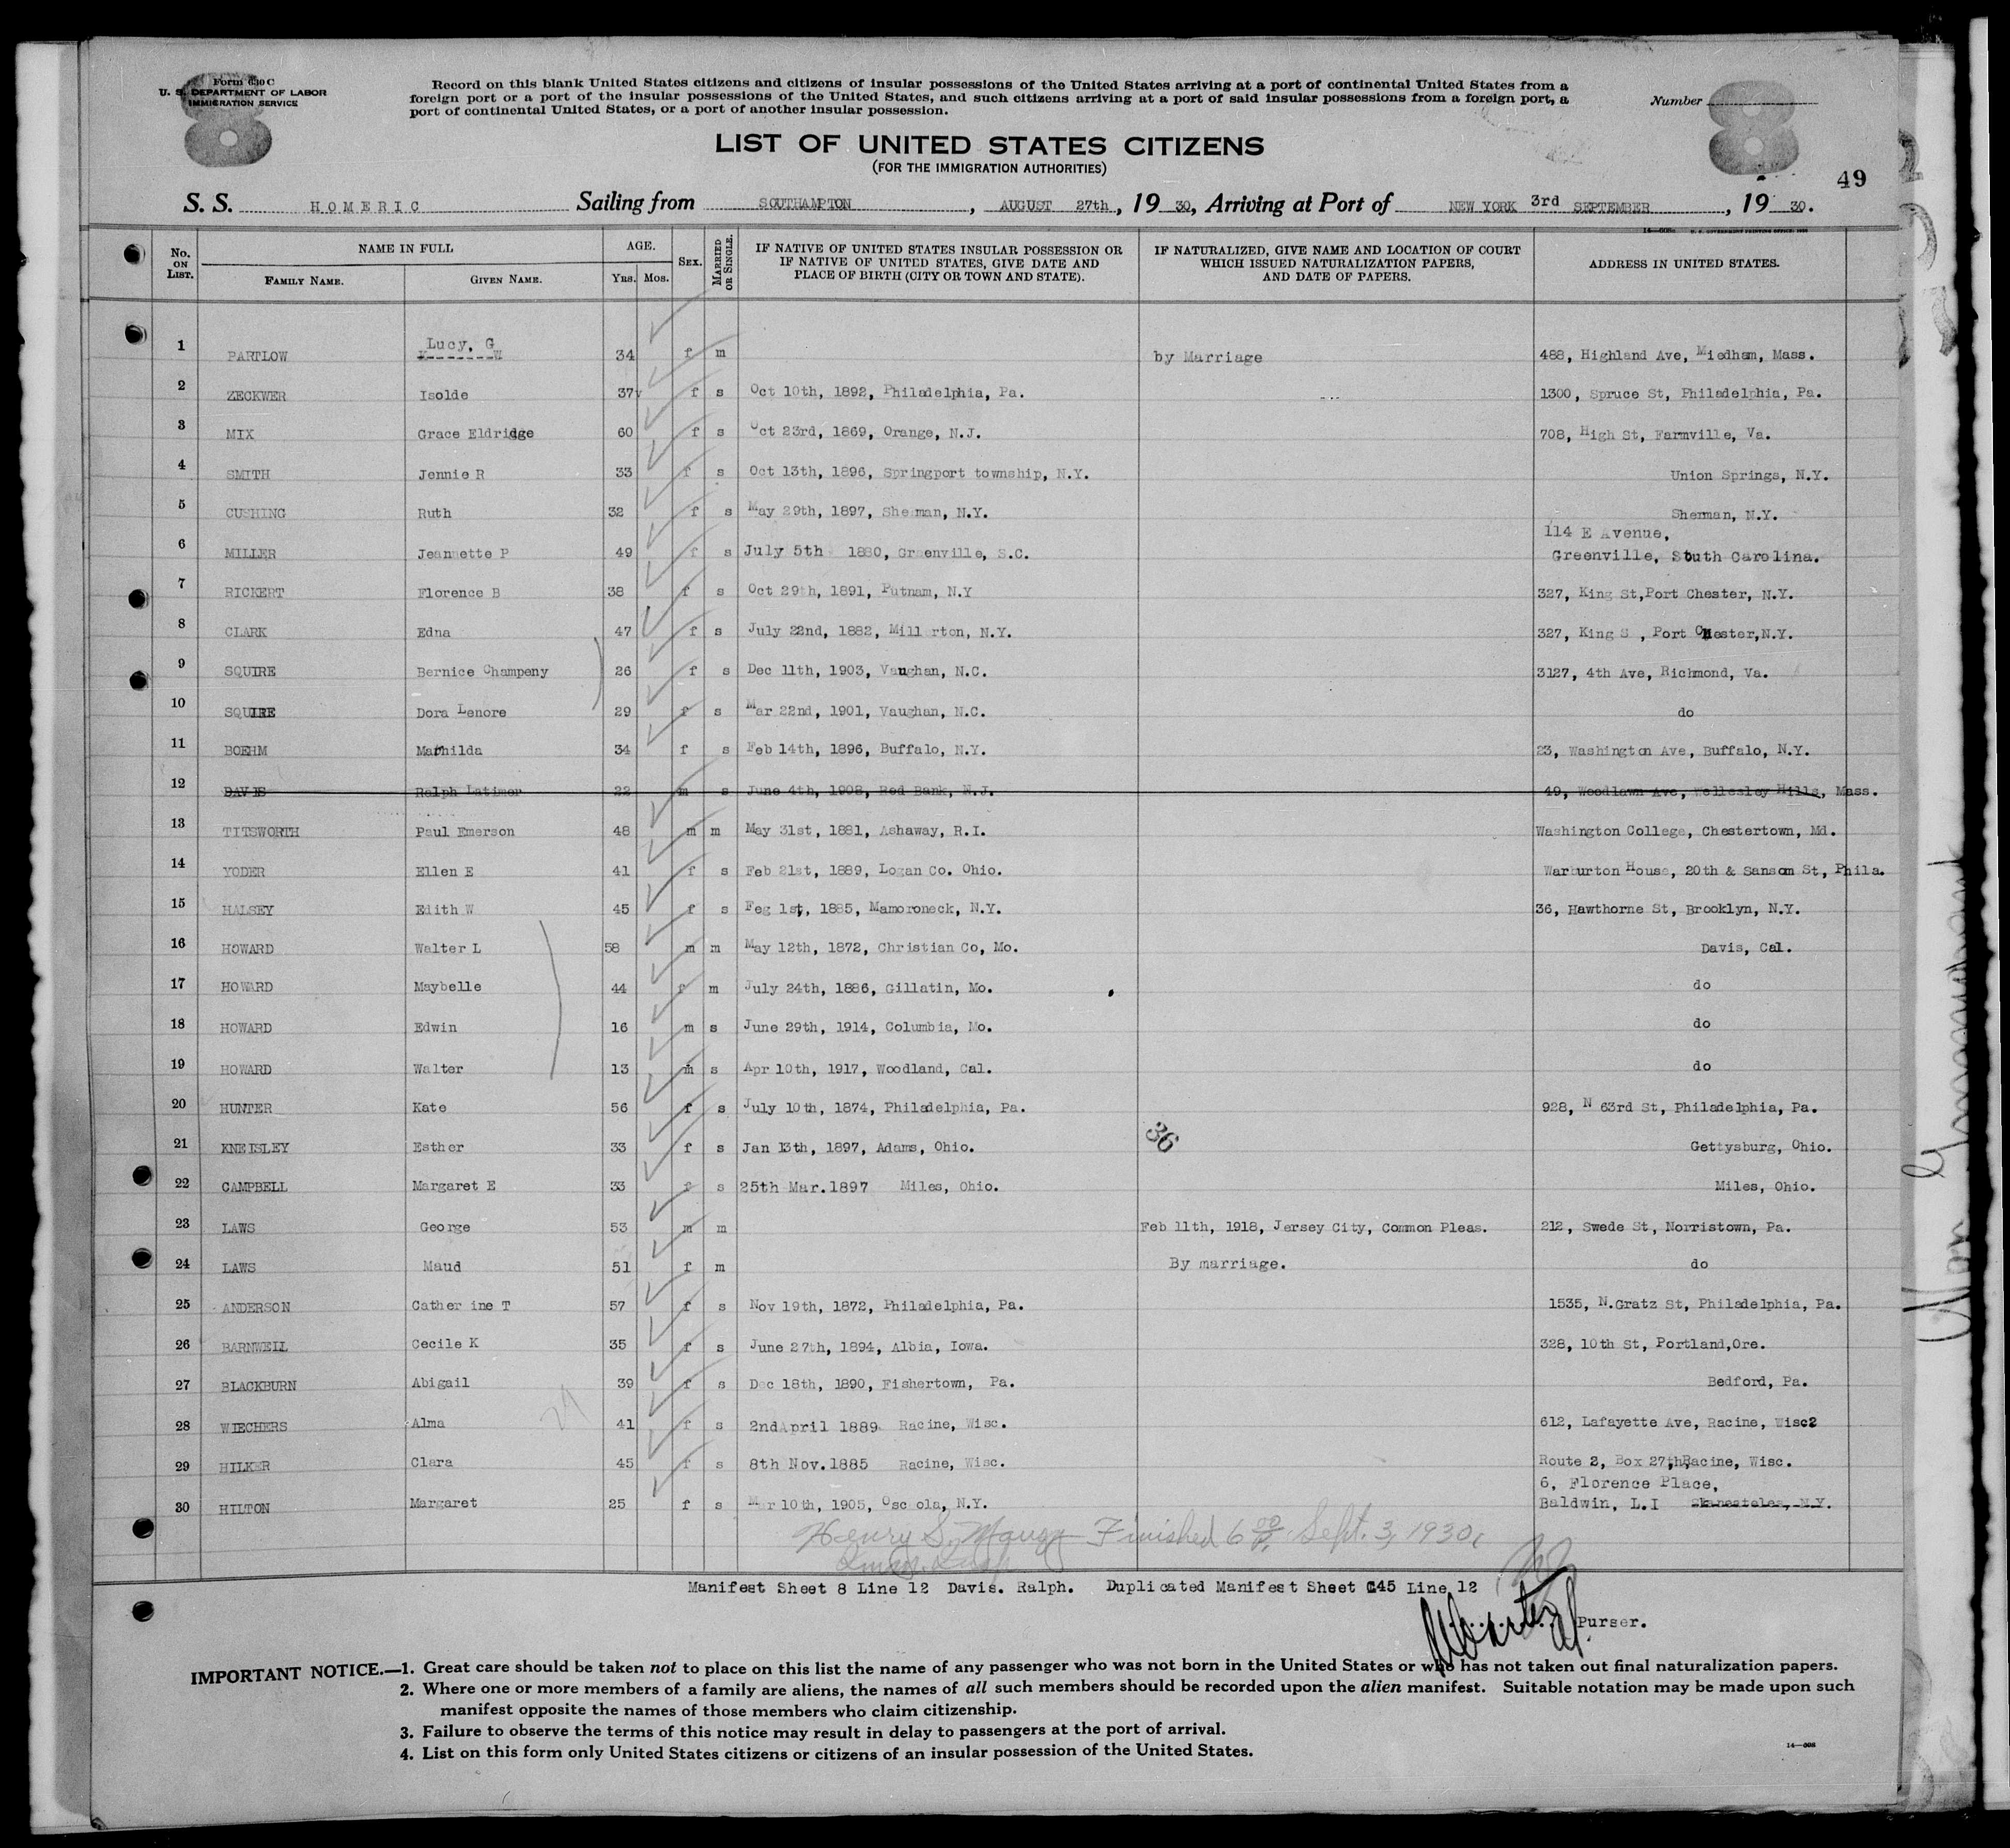 Form 630 C
U. S. DEPARTMENT OF LABOR
IMMIGRATION SERVICE
8
Record on this blank United States citizens and citizens of insular possessions of the United States arriving at a port of continental United States from a
foreign port or a port of the insular possessions of the United States, and such citizens arriving at a port of said insular possessions from a foreign port, a
port of continental United States, or a port of another insular possession.
Number
8
LIST OF UNITED STATES CITIZENS
(FOR THE IMMIGRATION AUTHORITIES)
49
S. S. HOMERIC Sailing from SOUTHAMPTON, AUGUST 27th, 19 30, Arriving at Port of NEW YORK 3rd SEPTEMBER, 19 30.
No. ON LIST. NAME IN FULL FAMILY NAME. GIVEN NAME. AGE. YRS. MOS. SEX. MARRIED OR SINGLE. IF NATIVE OF UNITED STATES INSULAR POSSESSION OR IF NATIVE OF UNITED STATES, GIVE DATE AND PLACE OF BIRTH (CITY OR TOWN AND STATE). IF NATURALIZED, GIVE NAME AND LOCATION OF COURT WHICH ISSUED NATURALIZATION PAPERS, AND DATE OF PAPERS. ADDRESS IN UNITED STATES.
1 PARTLOW Lucy, G 34 f m by Marriage 488, Highland Ave, Miedham, Mass.
2 ZECKWER Isolde 37 f s Oct 10th, 1892, Philadelphia, Pa. --- 1300, Spruce St, Philadelphia, Pa.
3 MIX Grace Eldridge 60 f s Oct 23rd, 1869, Orange, N.J. 708, High St, Farmville, Va.
4 SMITH Jennie R 33 f s Oct 13th, 1896, Springport township, N.Y. Union Springs, N.Y.
5 CUSHING Ruth 32 f s May 29th, 1897, Sherman, N.Y. Sherman, N.Y.
6 MILLER Jeannette P 49 f s July 5th 1880, Greenville, S.C. 114 E Avenue,
Greenville, South Carolina.
7 RICKERT Florence B 38 f s Oct 29th, 1891, Putnam, N.Y 327, King St,Port Chester, N.Y.
8 CLARK Edna 47 f s July 22nd, 1882, Millerton, N.Y. 327, King S , Port Chester,N.Y.
9 SQUIRE Bernice Champeny 26 f s Dec 11th, 1903, Vaughan, N.C. 3127, 4th Ave, Richmond, Va.
10 SQUIRE Dora Lenore 29 f s Mar 22nd, 1901, Vaughan, N.C. do
11 BOEHM Mathilda 34 f s Feb 14th, 1896, Buffalo, N.Y. 23, Washington Ave, Buffalo, N.Y.
12 DAVIS Ralph Latimer 22 m s June 4th, 1908, Red Bank, N.J. 49, Woodlawn Ave, Wellesley Hills, Mass.
13 TITSWORTH Paul Emerson 48 m m May 31st, 1881, Ashaway, R.I. Washington College, Chestertown, Md.
14 YODER Ellen E 41 f s Feb 21st, 1889, Logan Co. Ohio. Warburton House, 20th & Sansom St, Phila.
15 HALSEY Edith W 45 f s Feg 1st, 1885, Mamoroneck, N.Y. 36, Hawthorne St, Brooklyn, N.Y.
16 HOWARD Walter L 58 m m May 12th, 1872, Christian Co, Mo. Davis, Cal.
17 HOWARD Maybelle 44 f m July 24th, 1886, Gillatin, Mo. do
18 HOWARD Edwin 16 m s June 29th, 1914, Columbia, Mo. do
19 HOWARD Walter 13 m s Apr 10th, 1917, Woodland, Cal. do
20 HUNTER Kate 56 f s July 10th, 1874, Philadelphia, Pa. 928, N 63rd St, Philadelphia, Pa.
36
21 KNEISLEY Esther 33 f s Jan 13th, 1897, Adams, Ohio. Gettysburg, Ohio.
22 CAMPBELL Margaret E 33 f s 25th Mar.1897 Miles, Ohio. Miles, Ohio.
23 LAWS George 53 m m Feb 11th, 1918, Jersey City, Common Pleas. 212, Swede St, Norristown, Pa.
24 LAWS Maud 51 f m By marriage. do
25 ANDERSON Catherine T 57 f s Nov 19th, 1872, Philadelphia, Pa. 1535, N.Gratz St, Philadelphia, Pa.
26 BARNWELL Cecile K 35 f s June 27th, 1894, Albia, Iowa. 328, 10th St, Portland,Ore.
27 BLACKBURN Abigail 39 f s Dec 18th, 1890, Fishertown, Pa. Bedford, Pa.
28 WIECHERS Alma 41 f s 2nd April 1889 Racine, Wisc. 612, Lafayette Ave, Racine, Wisc2
29 HILKER Clara 45 f s 8th Nov.1885 Racine, Wisc. Route 2, Box 27th,Racine, Wisc.
30 HILTON Margaret 25 f s Mar 10th, 1905, Osceola, N.Y. 6, Florence Place,
Baldwin, L.I Skaneateles, N.Y.
Henry S. Finished 6 00 P. Sept. 3, 1930
Manifest Sheet 8 Line 12 Davis. Ralph. Duplicated Manifest Sheet C45 Line 12
Purser.
IMPORTANT NOTICE.—1. Great care should be taken not to place on this list the name of any passenger who was not born in the United States or who has not taken out final naturalization papers.
2. Where one or more members of a family are aliens, the names of all such members should be recorded upon the alien manifest. Suitable notation may be made upon such
manifest opposite the names of those members who claim citizenship.
3. Failure to observe the terms of this notice may result in delay to passengers at the port of arrival.
4. List on this form only United States citizens or citizens of an insular possession of the United States.